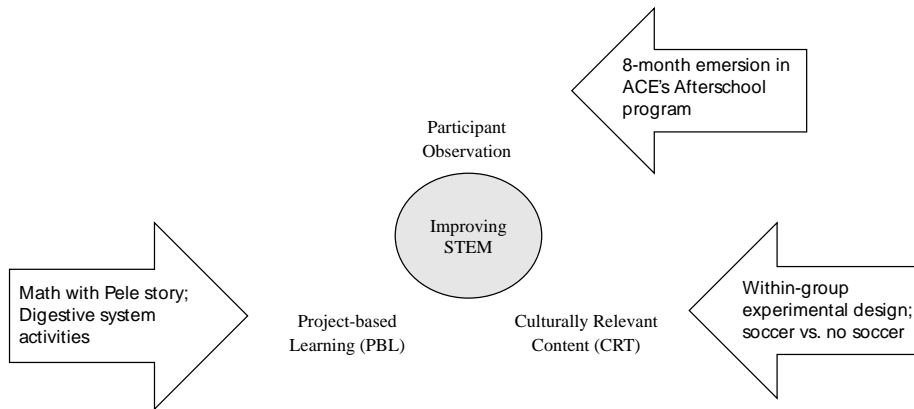 8-month emersion in
ACE's Afterschool
program
Participant
Observation
Improving
STEM
Math with Pele story;
Digestive system
activities
Project-based
Learning (PBL)
Culturally Relevant
Content (CRT)
Within-group
experimental design;
soccer vs. no soccer